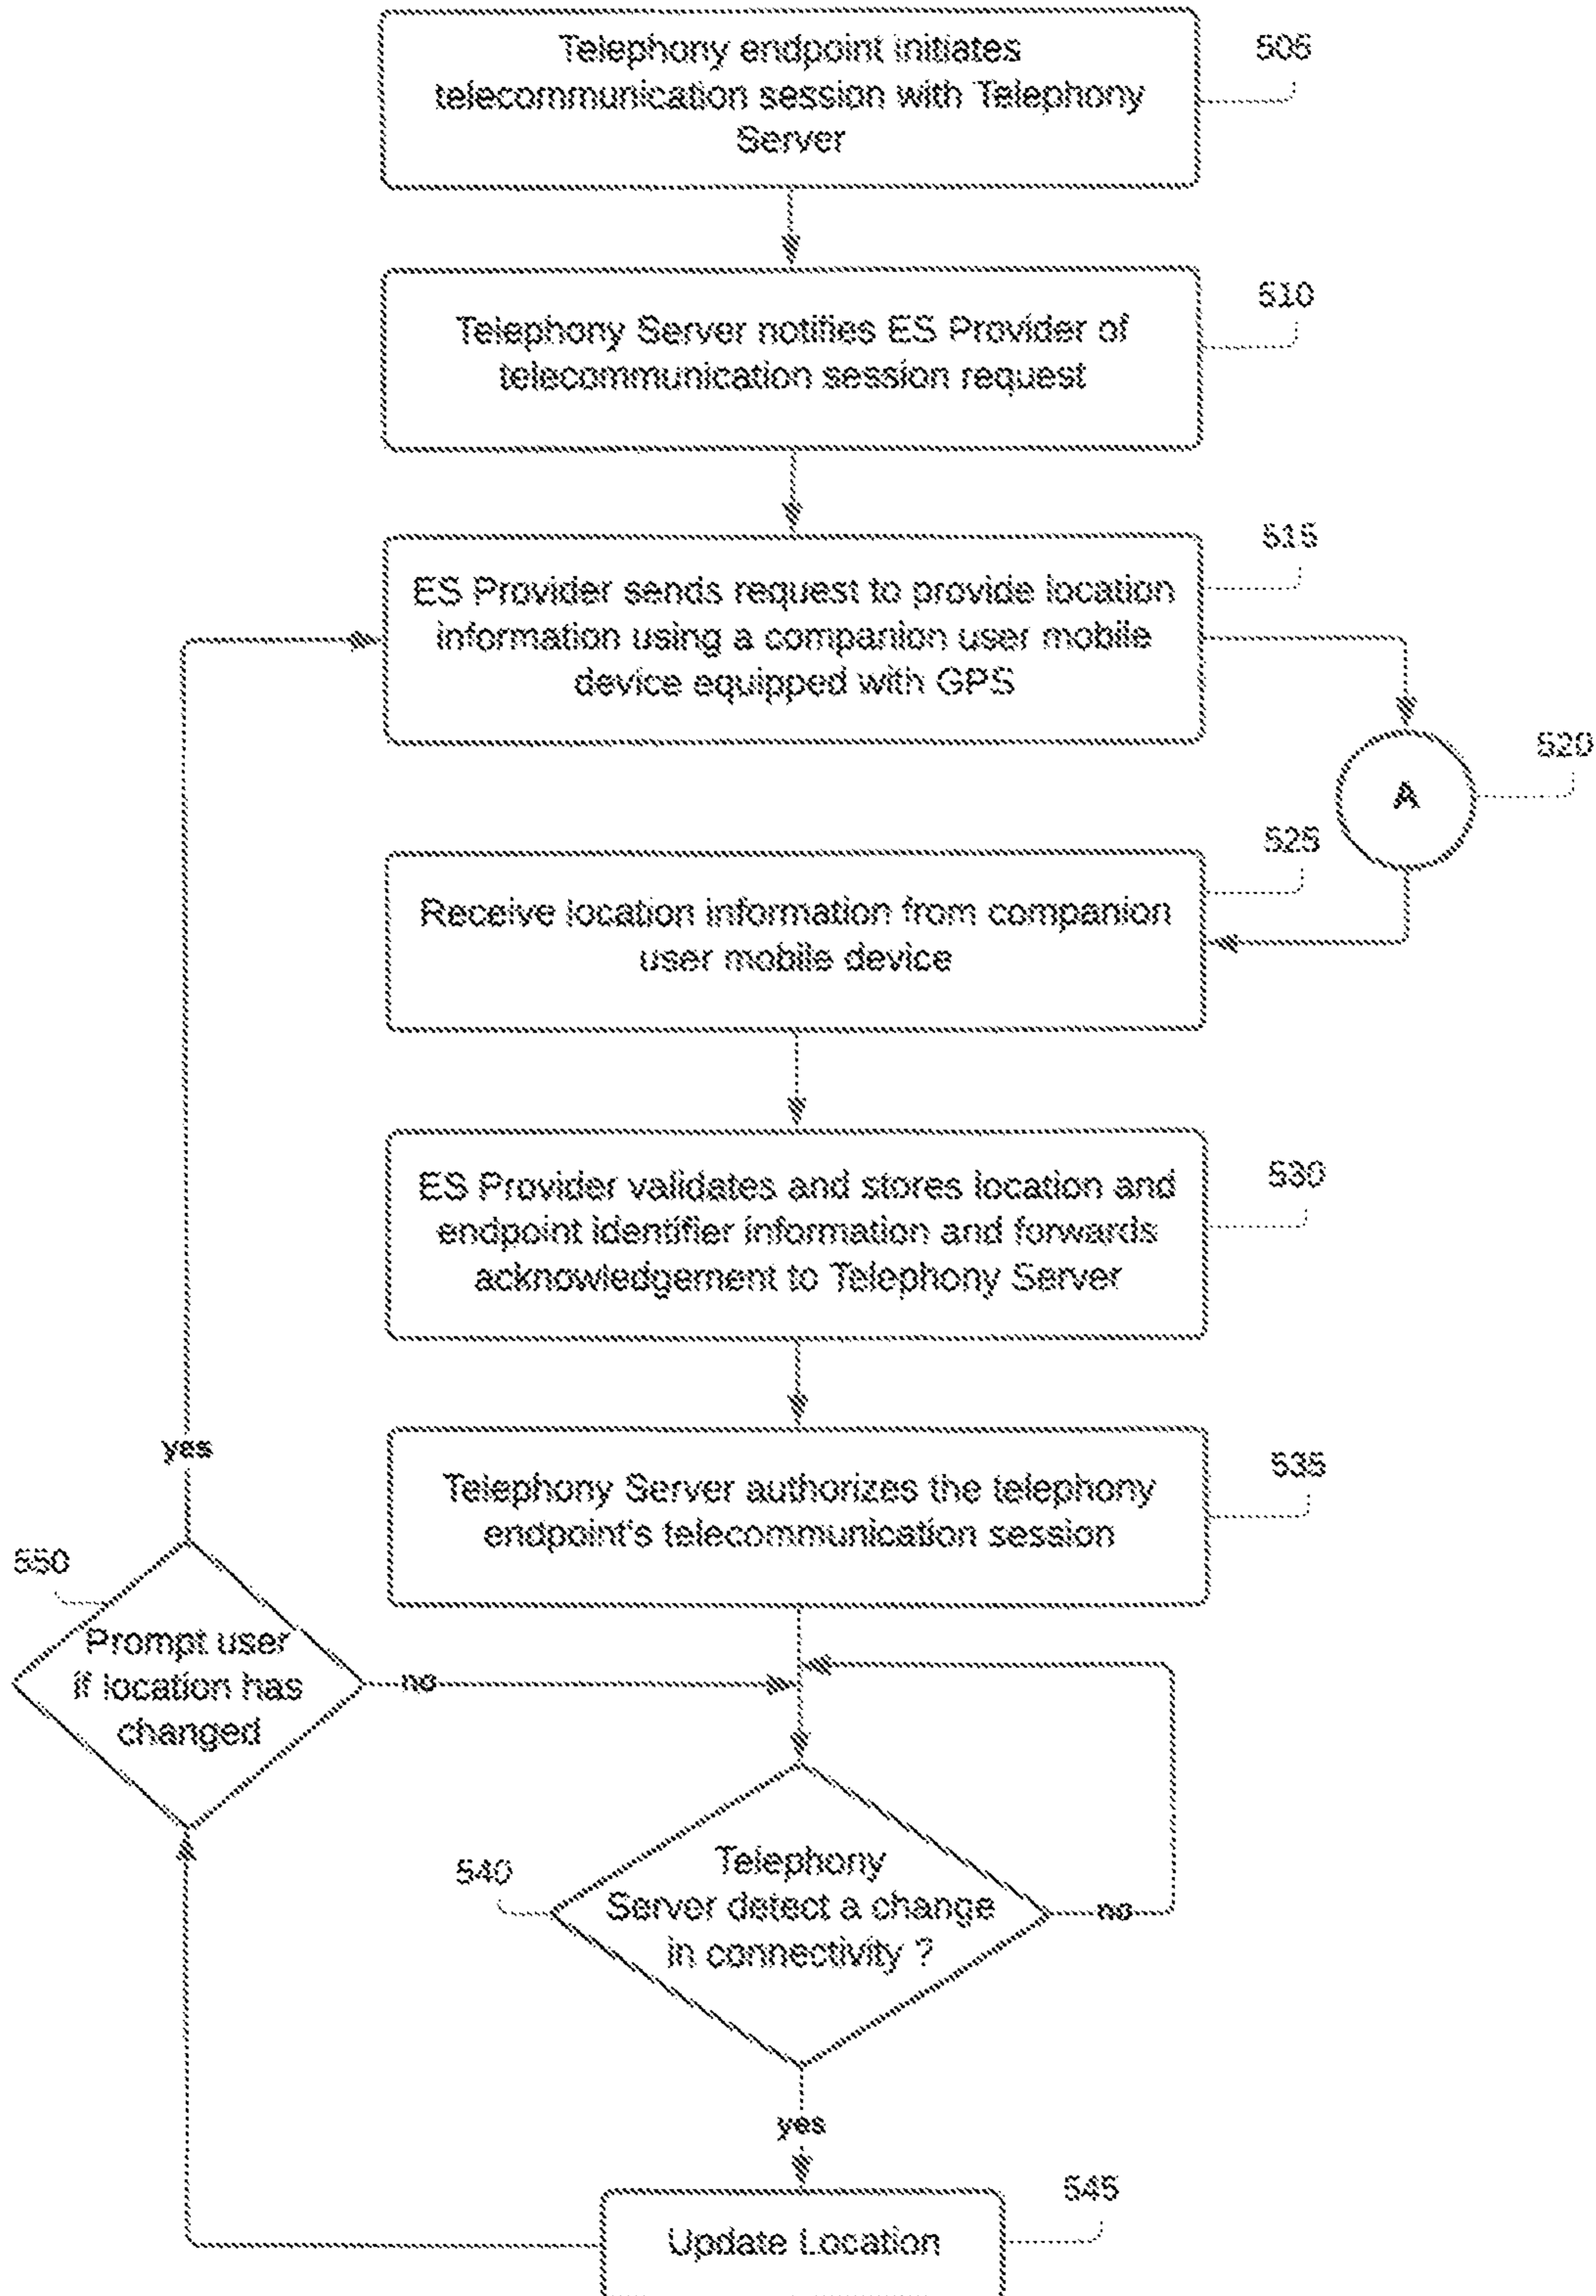 Telephony endpoint initiates
telecommunication session with Telephony
Server
505
Telephony Server notifies ES Provider of
telecommunication session request
510
ES Provider sends request to provide location
information using a companion user mobile
device equipped with GPS
515
A
520
Receive location information from companion
user mobile device
525
ES Provider validates and stores location and
endpoint identifier information and forwards
acknowledgement to Telephony Server
530
Telephony Server authorizes the telephony
endpoint's telecommunication session
535
yes
550
Prompt user
if location has
changed
no
540
Telephony
Server detect a change
in connectivity ?
no
yes
Update Location
545